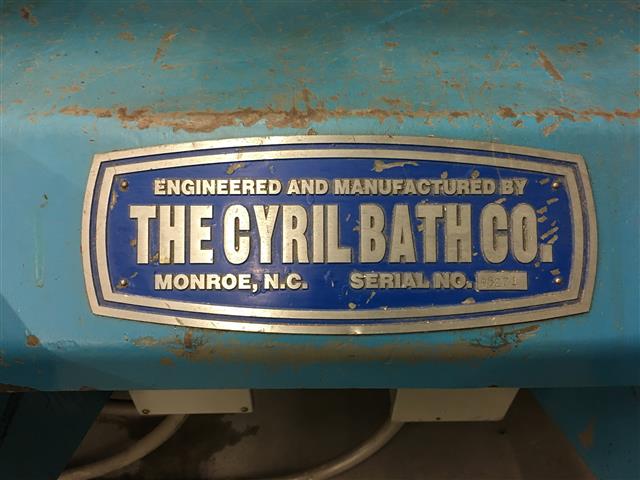 ENGINEERED AND MANUFACTURED BY
THE CYRIL BATH CO.
MONROE, N.C. SERIAL NO.